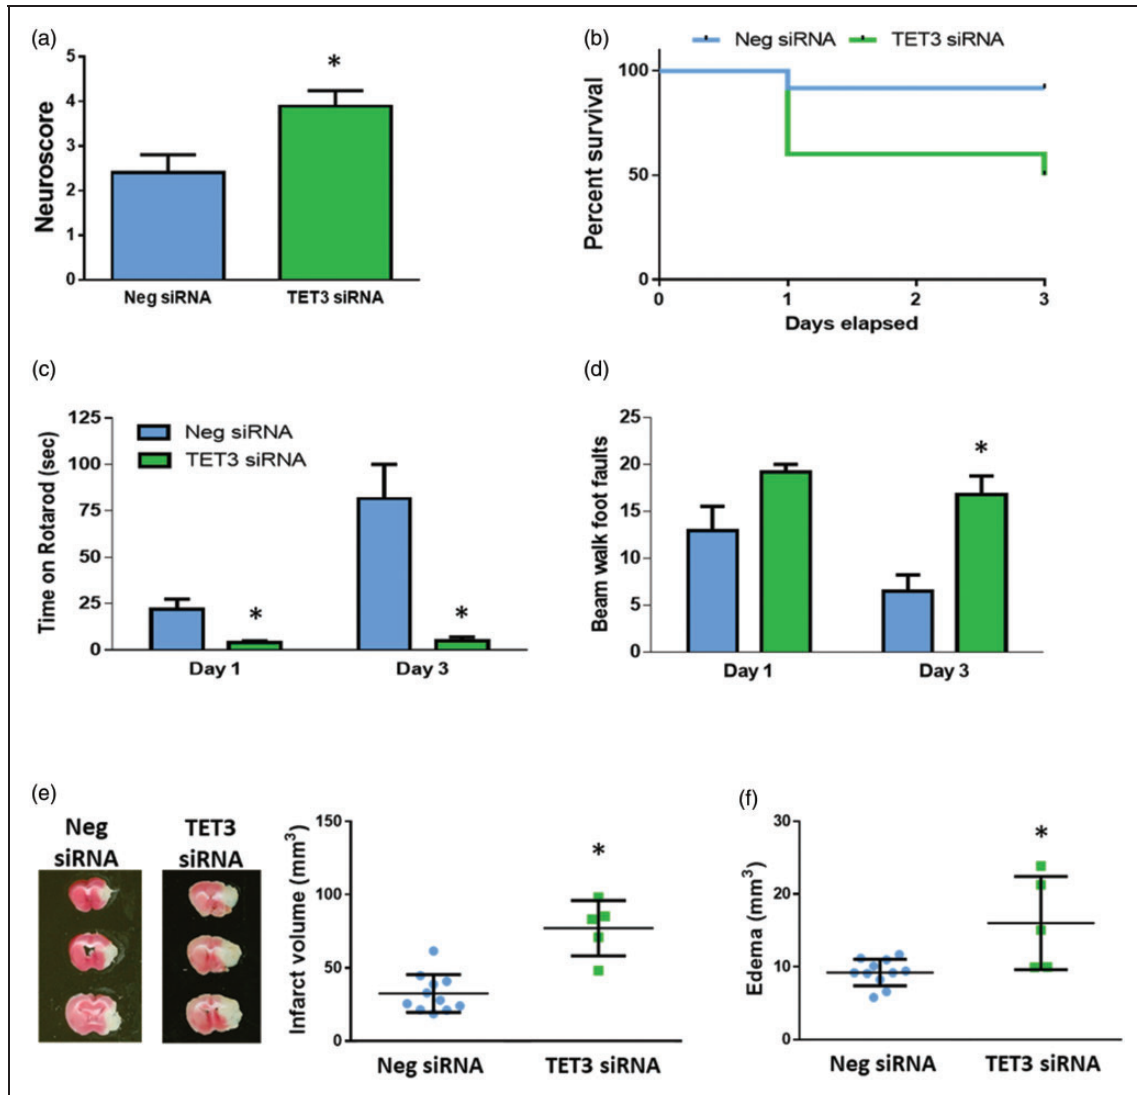 (a)
Neuroscore
5
4
3
2
1
0
*
Neg siRNA TET3 siRNA
(b)
Neg siRNA TET3 siRNA
Percent survival
100
50
0
0 1 2 3
Days elapsed
(c)
Time on Rotarod (sec)
125
100
75
50
25
0
Neg siRNA
TET3 siRNA
* *
Day 1 Day 3
(d)
Beam walk foot faults
25
20
15
10
5
0
*
Day 1 Day 3
(e)
Neg
siRNA
TET3
siRNA
Infarct volume (mm³)
150
100
50
0
*
Neg siRNA TET3 siRNA
(f)
Edema (mm³)
30
20
10
0
*
Neg siRNA TET3 siRNA